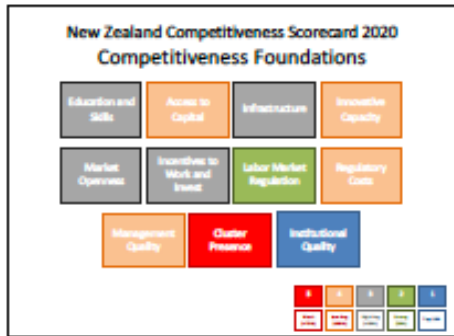 New Zealand Competitiveness Scorecard 2020
Competitiveness Foundations
Education and
Skills
Access to
Capital
Infrastructure
Innovative
Capacity
Market
Openness
Incentives to
Work and
Invest
Labor Market
Regulation
Regulatory
Costs
Management
Quality
Cluster
Presence
Institutional
Quality